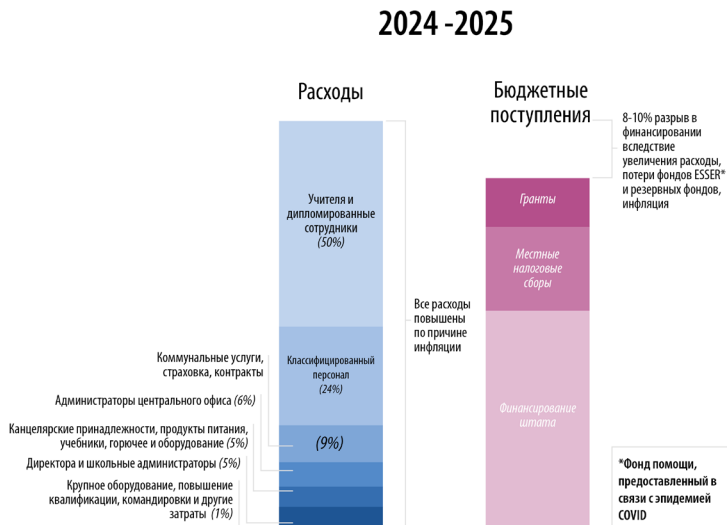 2024 -2025
Расходы
Учителя и
дипломированные
сотрудники
(50%)
Классифицированный
персонал
(24%)
(9%)
Коммунальные услуги,
страховка, контракты
Администраторы центрального офиса (6%)
Канцелярские принадлежности, продукты питания,
учебники, горючее и оборудование (5%)
Директора и школьные администраторы (5%)
Крупное оборудование, повышение
квалификации, командировки и другие
затраты (1%)
Все расходы
повышены
по причине
инфляции
Бюджетные
поступления
Гранты
Местные
налоговые
сборы
Финансирование
штата
8-10% разрыв в
финансировании
вследствие
увеличения расходы,
потери фондов ESSER*
и резервных фондов,
инфляция
*Фонд помощи,
предоставленный в
связи с эпидемией
COVID